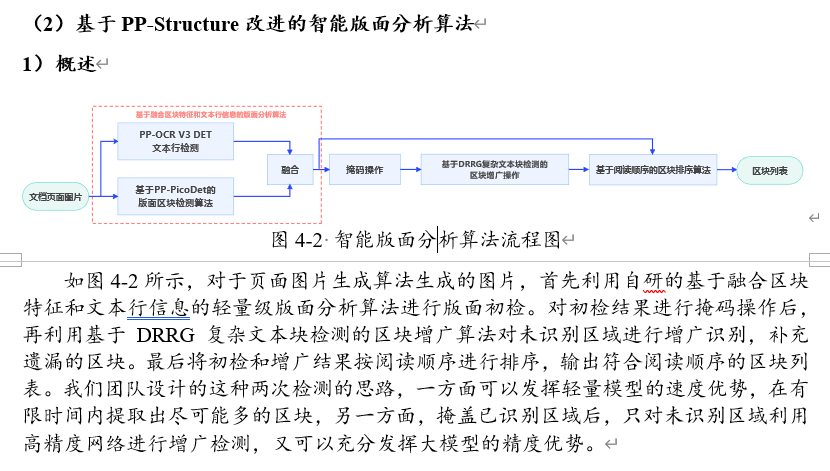 （2）基于 PP-Structure 改进的智能版面分析算法
1）概述
基于融合区块特征和文本行信息的版面分析算法
PP-OCR V3 DET
文本行检测
文档页面图片
基于PP-PicoDet的
版面区块检测算法
融合
掩码操作
基于DRRG复杂文本块检测的
区块增广操作
基于阅读顺序的区块排序算法
区块列表
图 4-2 智能版面分析算法流程图
如图 4-2 所示，对于页面图片生成算法生成的图片，首先利用自研的基于融合区块
特征和文本行信息的轻量级版面分析算法进行版面初检。对初检结果进行掩码操作后，
再利用基于 DRRG 复杂文本块检测的区块增广算法对未识别区域进行增广识别，补充
遗漏的区块。最后将初检和增广结果按阅读顺序进行排序，输出符合阅读顺序的区块列
表。我们团队设计的这种两次检测的思路，一方面可以发挥轻量模型的速度优势，在有
限时间内提取出尽可能多的区块，另一方面，掩盖已识别区域后，只对未识别区域利用
高精度网络进行增广检测，又可以充分发挥大模型的精度优势。